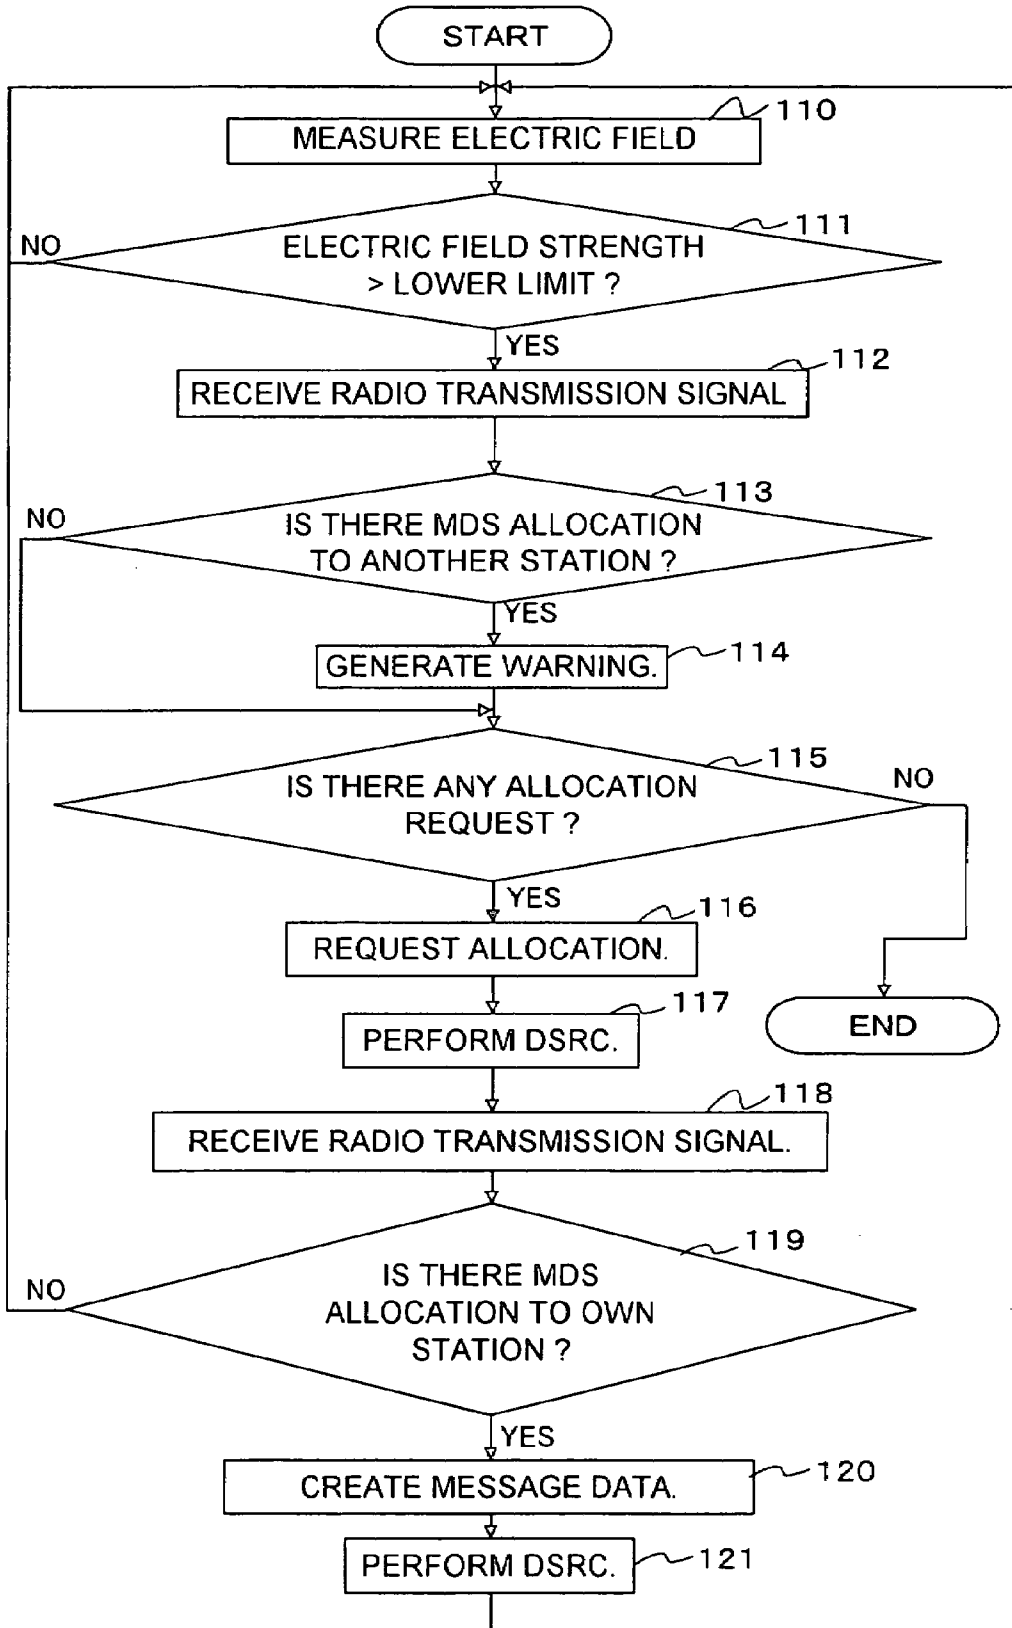 START
110
MEASURE ELECTRIC FIELD
111
NO
ELECTRIC FIELD STRENGTH
> LOWER LIMIT ?
YES
112
RECEIVE RADIO TRANSMISSION SIGNAL
113
NO
IS THERE MDS ALLOCATION
TO ANOTHER STATION ?
YES
GENERATE WARNING.
114
115
IS THERE ANY ALLOCATION
REQUEST ?
NO
YES
116
REQUEST ALLOCATION.
117
PERFORM DSRC.
END
118
RECEIVE RADIO TRANSMISSION SIGNAL.
119
NO
IS THERE MDS
ALLOCATION TO OWN
STATION ?
YES
CREATE MESSAGE DATA.
120
PERFORM DSRC.
121